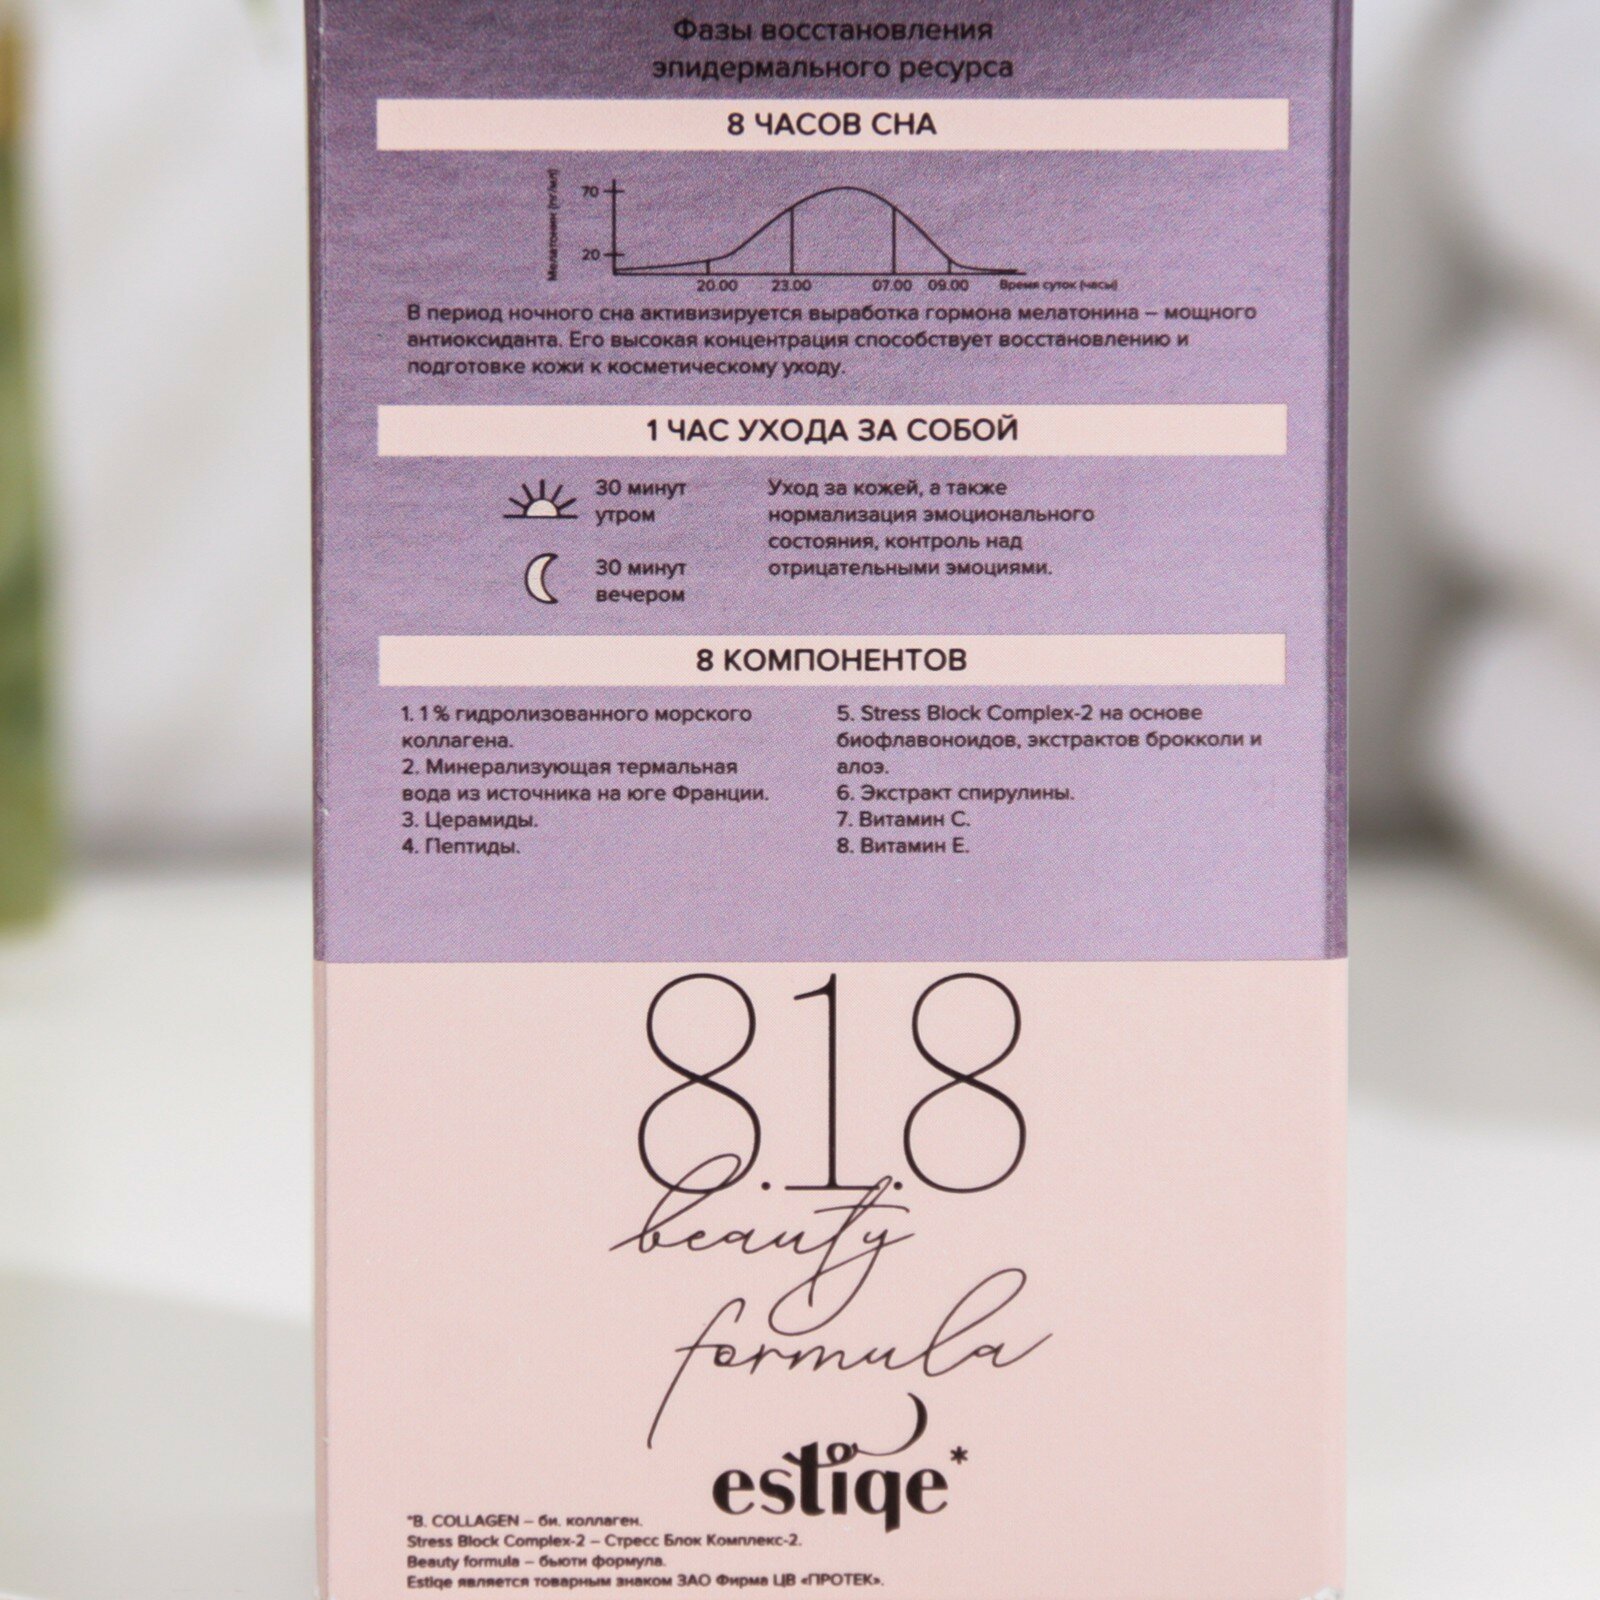 Фазы восстановления
эпидермального ресурса
8 ЧАСОВ СНА
Мелатонин (пг/мл)
70
20
20.00 23.00 07.00 09.00 Время суток (часы)
В период ночного сна активизируется выработка гормона мелатонина – мощного
антиоксиданта. Его высокая концентрация способствует восстановлению и
подготовке кожи к косметическому уходу.
1 ЧАС УХОДА ЗА СОБОЙ
30 минут
утром
30 минут
вечером
Уход за кожей, а также
нормализация эмоционального
состояния, контроль над
отрицательными эмоциями.
8 КОМПОНЕНТОВ
1. 1 % гидролизованного морского
коллагена.
2. Минерализующая термальная
вода из источника на юге Франции.
3. Церамиды.
4. Пептиды.
5. Stress Block Complex-2 на основе
биофлавоноидов, экстрактов брокколи и
алоэ.
6. Экстракт спирулины.
7. Витамин С.
8. Витамин Е.
8.1.8
beauty
formula
estiqe*
*B. COLLAGEN – би. коллаген.
Stress Block Complex-2 – Стресс Блок Комплекс-2.
Beauty formula – бьюти формула.
Estiqe является товарным знаком ЗАО Фирма ЦВ «ПРОТЕК».